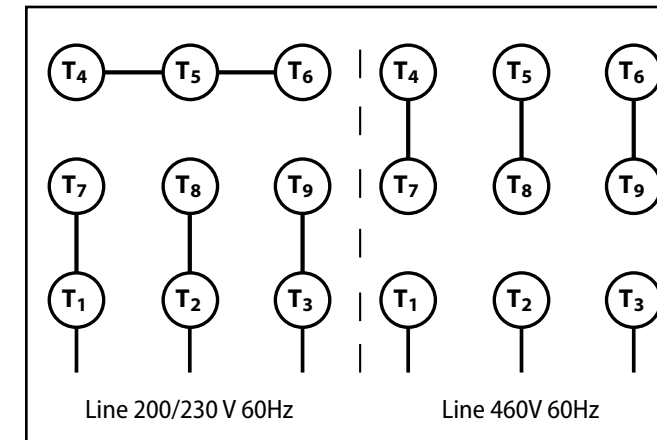 T4 T5 T6 T4 T5 T6
T7 T8 T9 T7 T8 T9
T1 T2 T3 T1 T2 T3
Line 200/230 V 60Hz Line 460V 60Hz